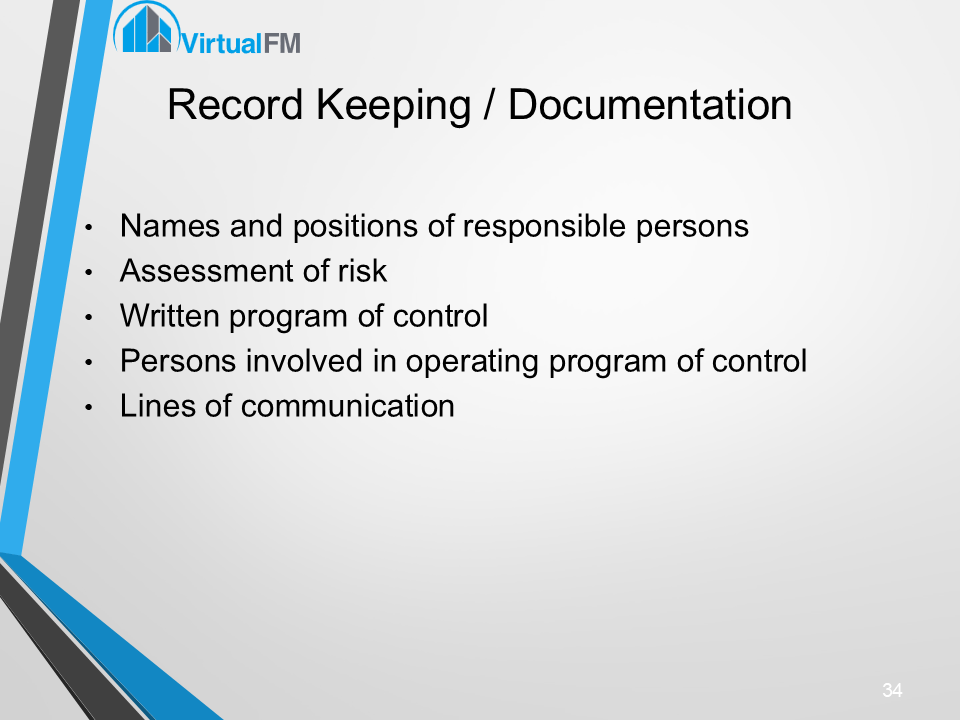 VirtualFM
Record Keeping / Documentation
• Names and positions of responsible persons
• Assessment of risk
• Written program of control
• Persons involved in operating program of control
• Lines of communication
34